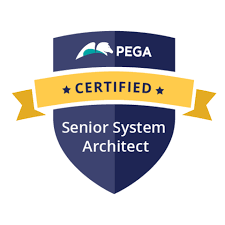 PEGA
CERTIFIED
Senior System
Architect